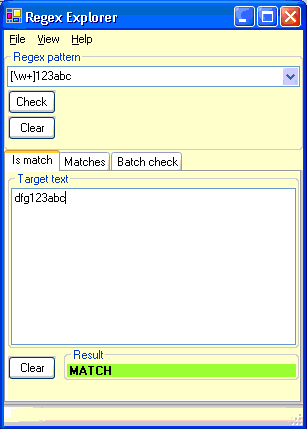 Regex Explorer
File View Help
Regex pattern
[\w+]123abc
Check
Clear
Is match Matches Batch check
Target text
dfg123abc
Clear
Result
MATCH